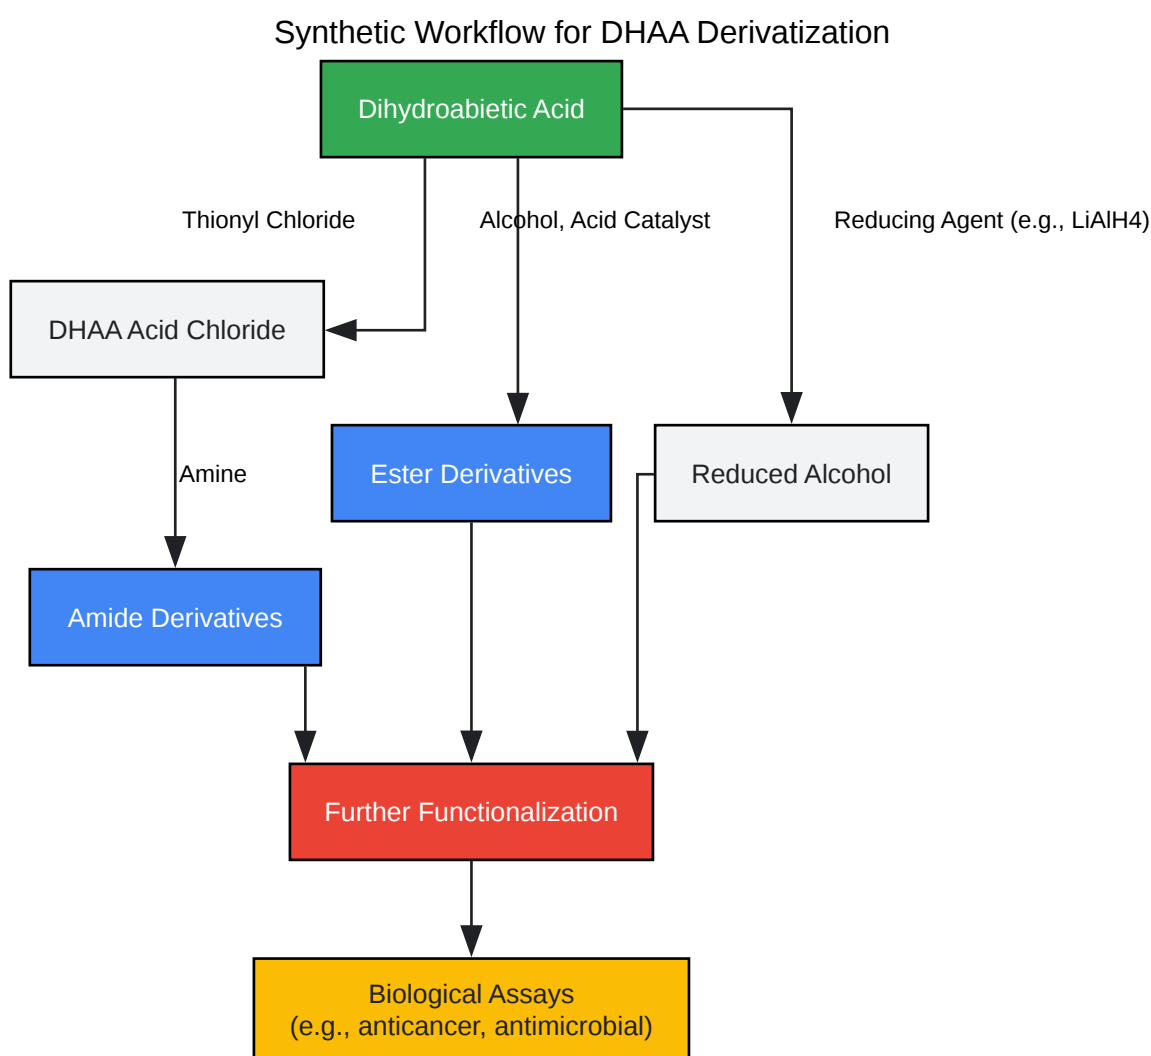 Synthetic Workflow for DHAA Derivatization
Dihydroabietic Acid
Thionyl Chloride
Alcohol, Acid Catalyst
Reducing Agent (e.g., LiAlH4)
DHAA Acid Chloride
Amine
Ester Derivatives
Reduced Alcohol
Amide Derivatives
Further Functionalization
Biological Assays
(e.g., anticancer, antimicrobial)